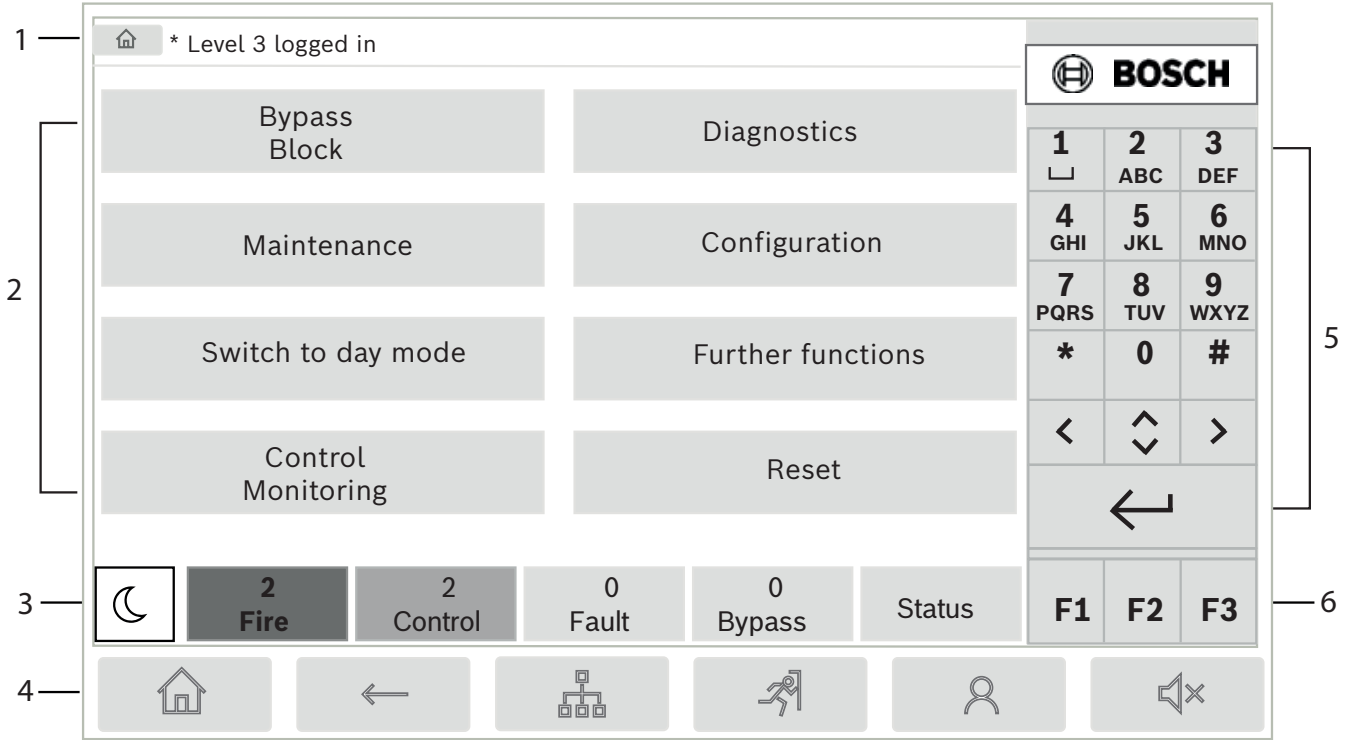 1
* Level 3 logged in
BOSCH
Bypass
Block
Diagnostics
Maintenance
Configuration
Switch to day mode
Further functions
Control
Monitoring
Reset
2
1 2 3
ABC DEF
4 5 6
GHI JKL MNO
7 8 9
PQRS TUV WXYZ
* 0 #
< >
5
3
2
Fire
2
Control
0
Fault
0
Bypass
Status
F1 F2 F3
6
4